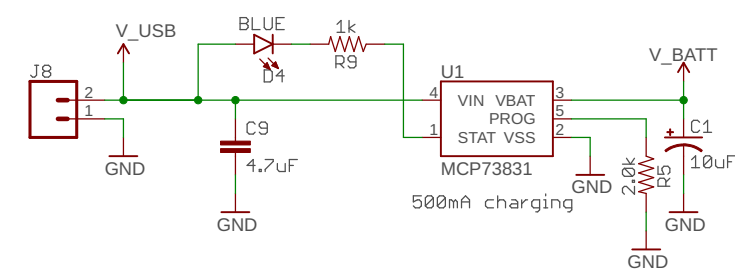 BLUE
V_USB
1k
R9
V_BATT
D4
J8
U1
2
4
VIN
VBAT
3
1
PROG
5
C9
1
STAT
VSS
2
C1
4.7uF
MCP73831
10uF
GND
2.0k
R5
GND
500mA charging
GND
GND
GND